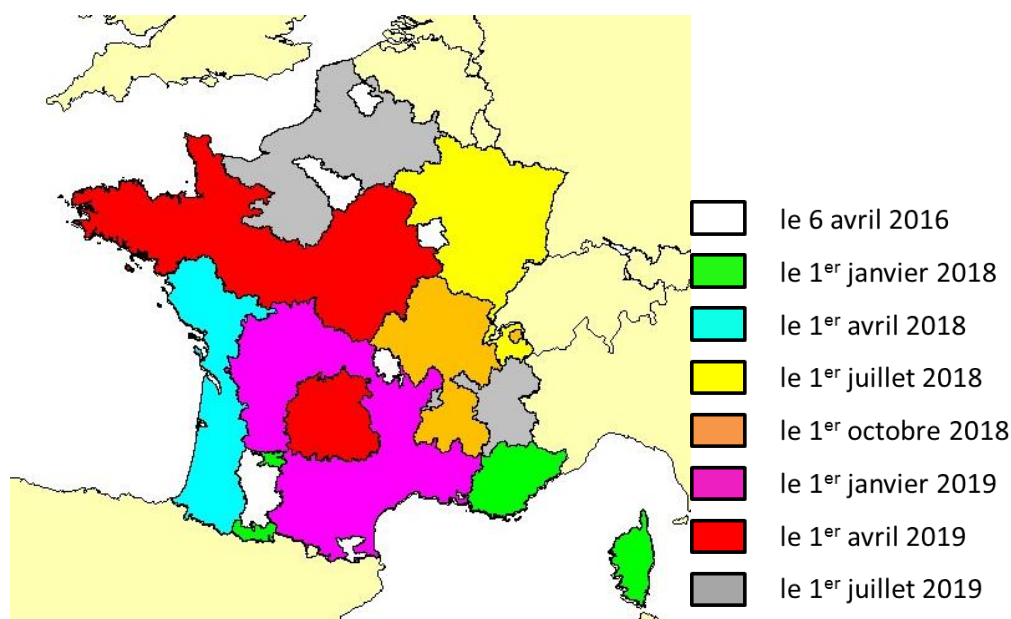 le 6 avril 2016
le 1er janvier 2018
le 1er avril 2018
le 1er juillet 2018
le 1er octobre 2018
le 1er janvier 2019
le 1er avril 2019
le 1er juillet 2019